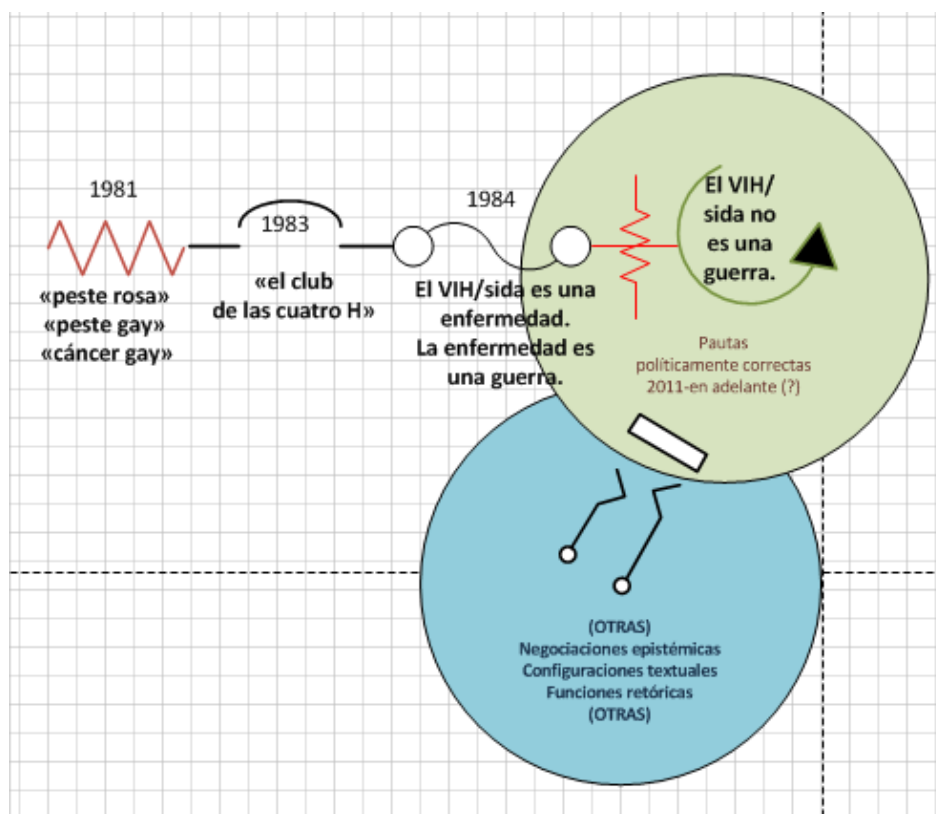 1981
«peste rosa»
«peste gay»
«cáncer gay»
1983
«el club
de las cuatro H»
1984
El VIH/sida es una
enfermedad.
La enfermedad es
una guerra.
El VIH/
sida no
es una
guerra.
Pautas
políticamente correctas
2011-en adelante (?)
(OTRAS)
Negociaciones epistémicas
Configuraciones textuales
Funciones retóricas
(OTRAS)